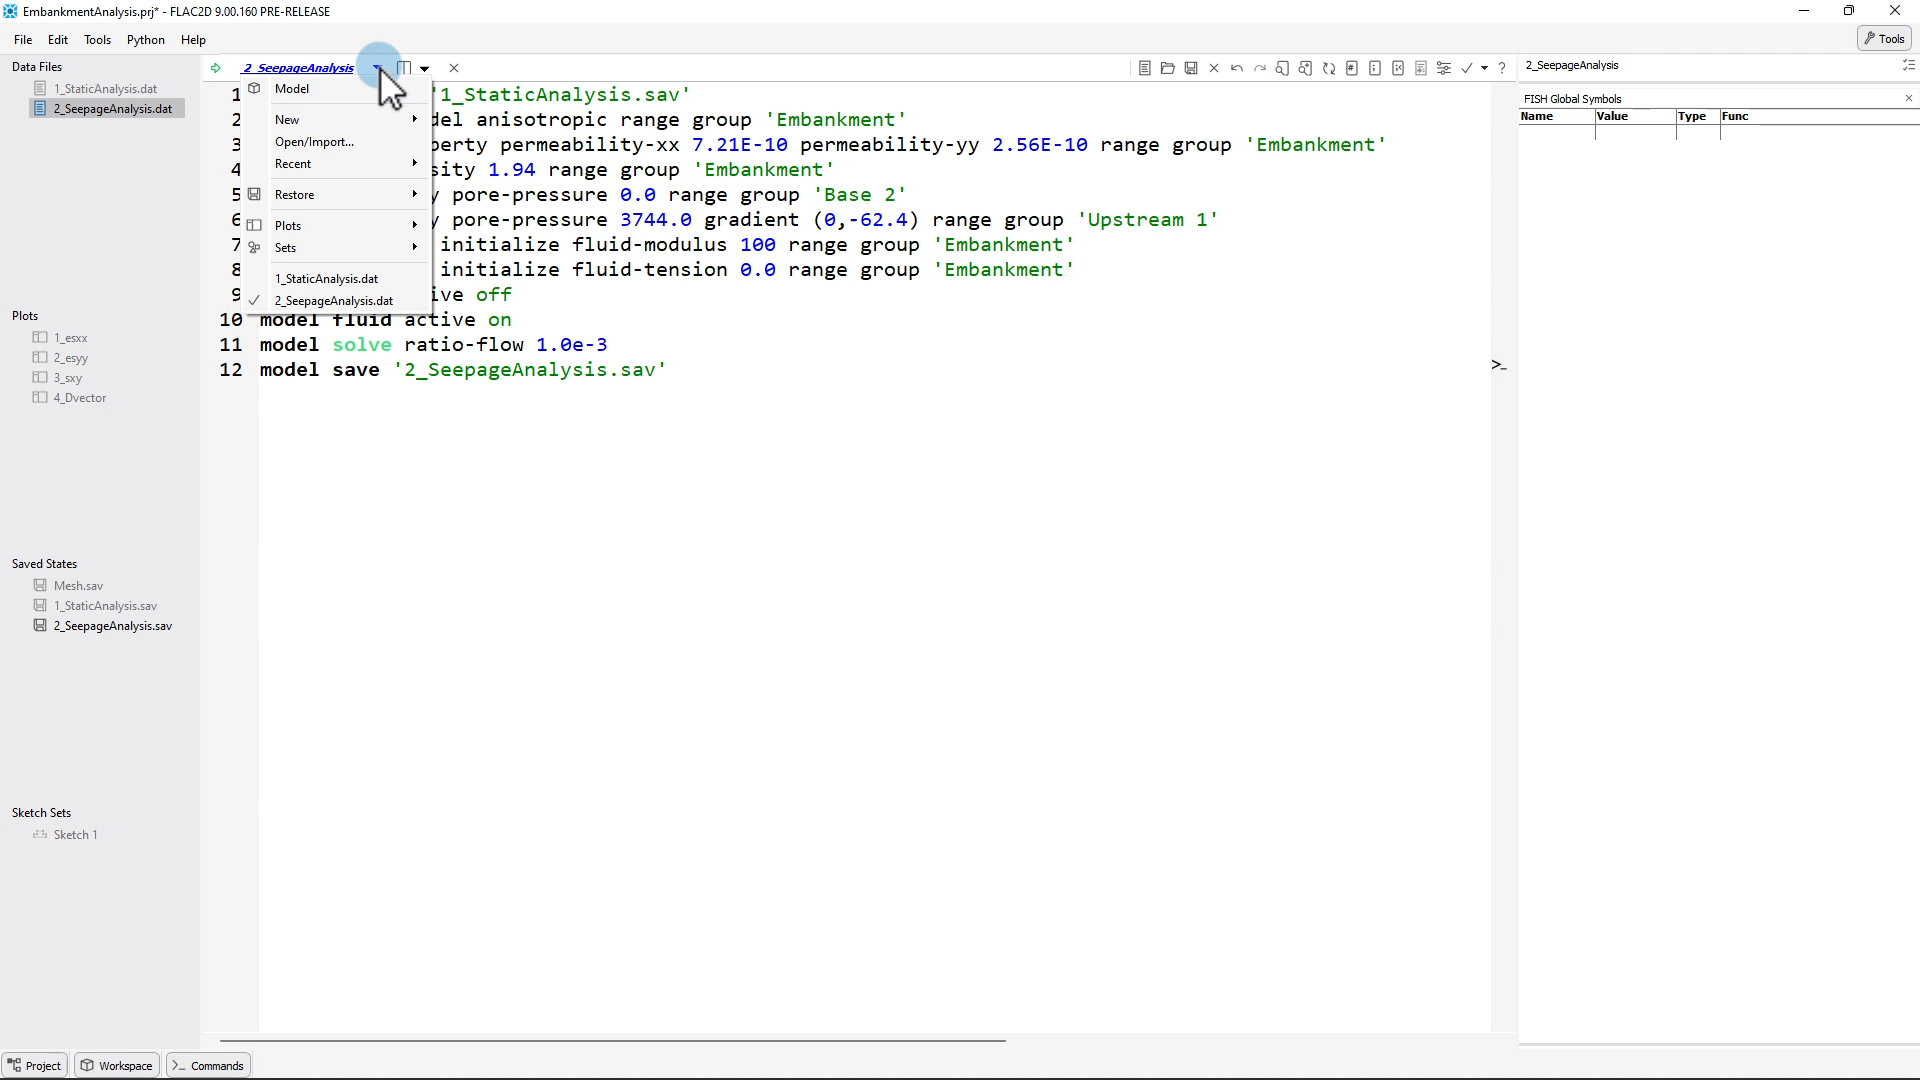 EmbankmentAnalysis.prj* - FLAC2D 9.00.160 PRE-RELEASE
File Edit Tools Python Help
Tools
Data Files
1_StaticAnalysis.dat
2_SeepageAnalysis.dat
Plots
1_esxx
2_esyy
3_sxy
4_Dvector
Saved States
Mesh.sav
1_StaticAnalysis.sav
2_SeepageAnalysis.sav
Sketch Sets
Sketch 1
2_SeepageAnalysis
Model
New
Open/Import...
Recent
Restore
Plots
Sets
1_StaticAnalysis.dat
2_SeepageAnalysis.dat
1 '1_StaticAnalysis.sav'
2 del anisotropic range group 'Embankment'
3 perty permeability-xx 7.21E-10 permeability-yy 2.56E-10 range group 'Embankment'
4 sity 1.94 range group 'Embankment'
5 y pore-pressure 0.0 range group 'Base 2'
6 y pore-pressure 3744.0 gradient (0,-62.4) range group 'Upstream 1'
7 initialize fluid-modulus 100 range group 'Embankment'
8 initialize fluid-tension 0.0 range group 'Embankment'
9 ive off
10 model fluid active on
11 model solve ratio-flow 1.0e-3
12 model save '2_SeepageAnalysis.sav'
>_
2_SeepageAnalysis
FISH Global Symbols
Name Value Type Func
Project Workspace >_ Commands